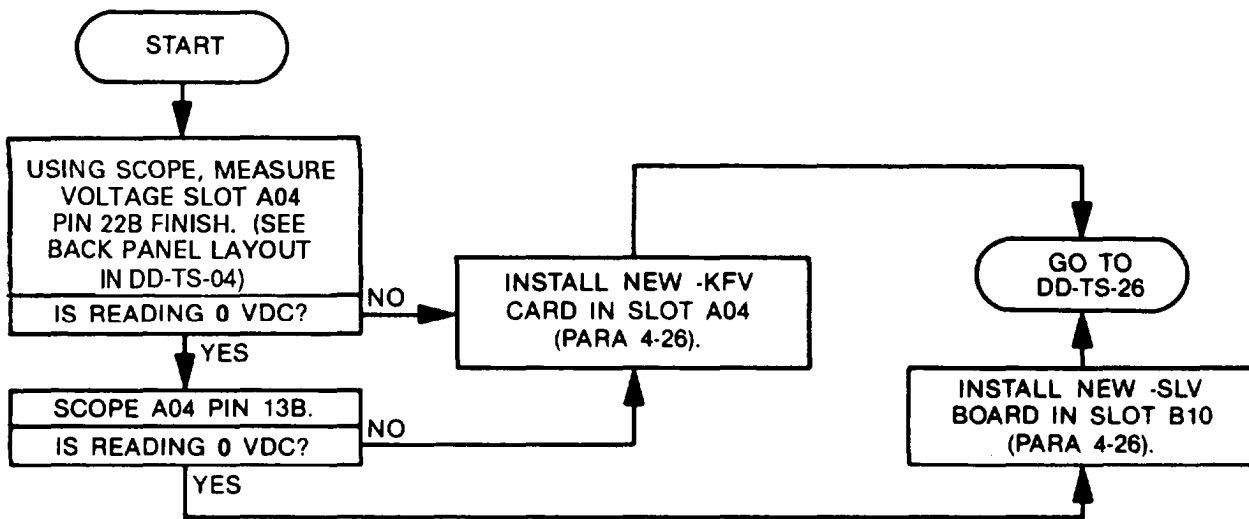 START
USING SCOPE, MEASURE
VOLTAGE SLOT A04
PIN 22B FINISH. (SEE
BACK PANEL LAYOUT
IN DD-TS-04)
IS READING 0 VDC?
NO
YES
SCOPE A04 PIN 13B.
IS READING 0 VDC?
NO
YES
INSTALL NEW -KFV
CARD IN SLOT A04
(PARA 4-26).
GO TO
DD-TS-26
INSTALL NEW -SLV
BOARD IN SLOT B10
(PARA 4-26).